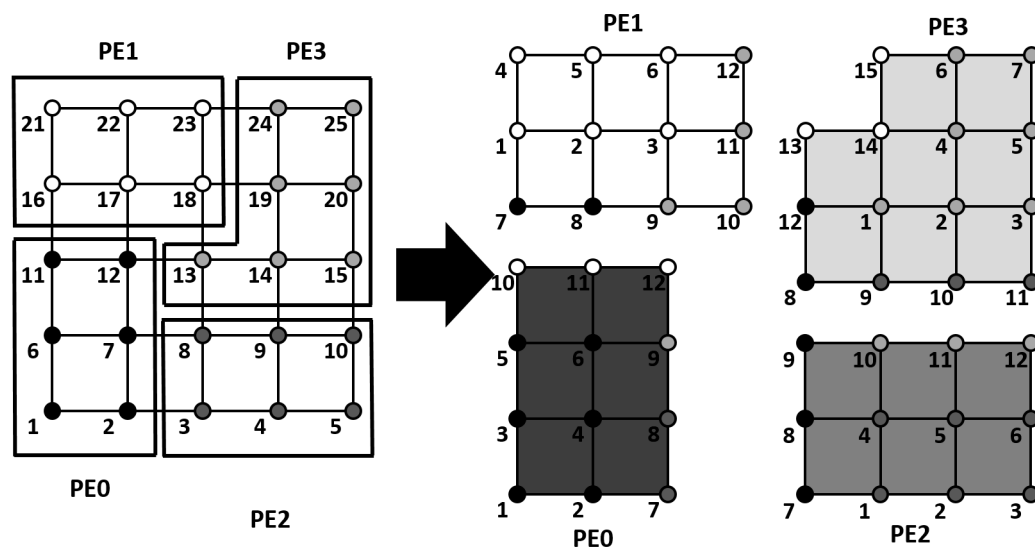 PE1 PE3
21 22 23 24 25
16 17 18 19 20
11 12 13 14 15
6 7 8 9 10
1 2 3 4 5
PE0
PE2
PE1
4 5 6 12
1 2 3 11
7 8 9 10
PE3
15 6 7
13 14 4 5
12 1 2 3
8 9 10 11
10 11 12
5 6 9
3 4 8
1 2 7
PE0
9 10 11 12
8 4 5 6
7 1 2 3
PE2